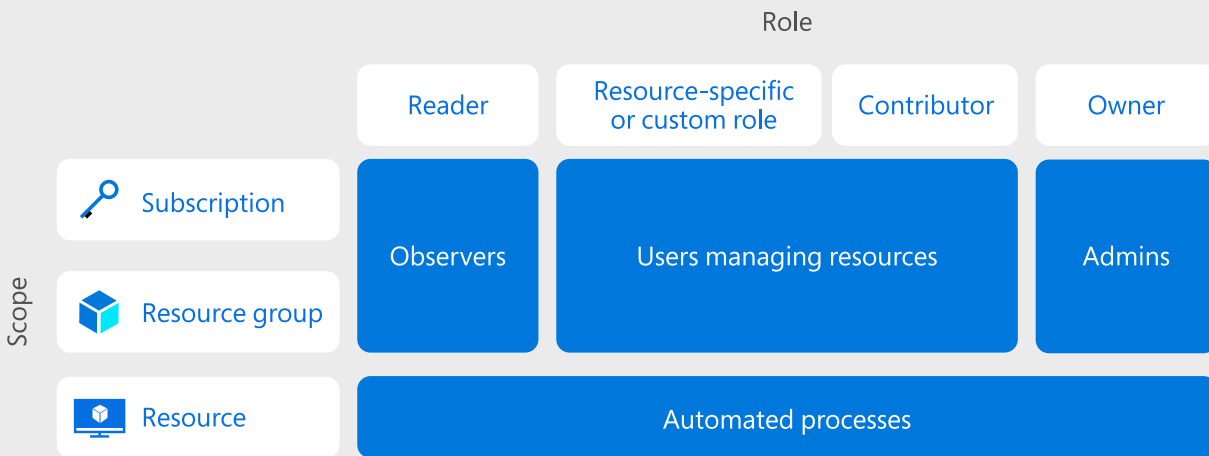 Role
Reader
Resource-specific
or custom role
Contributor
Owner
Scope
Subscription
Resource group
Resource
Observers
Users managing resources
Admins
Automated processes